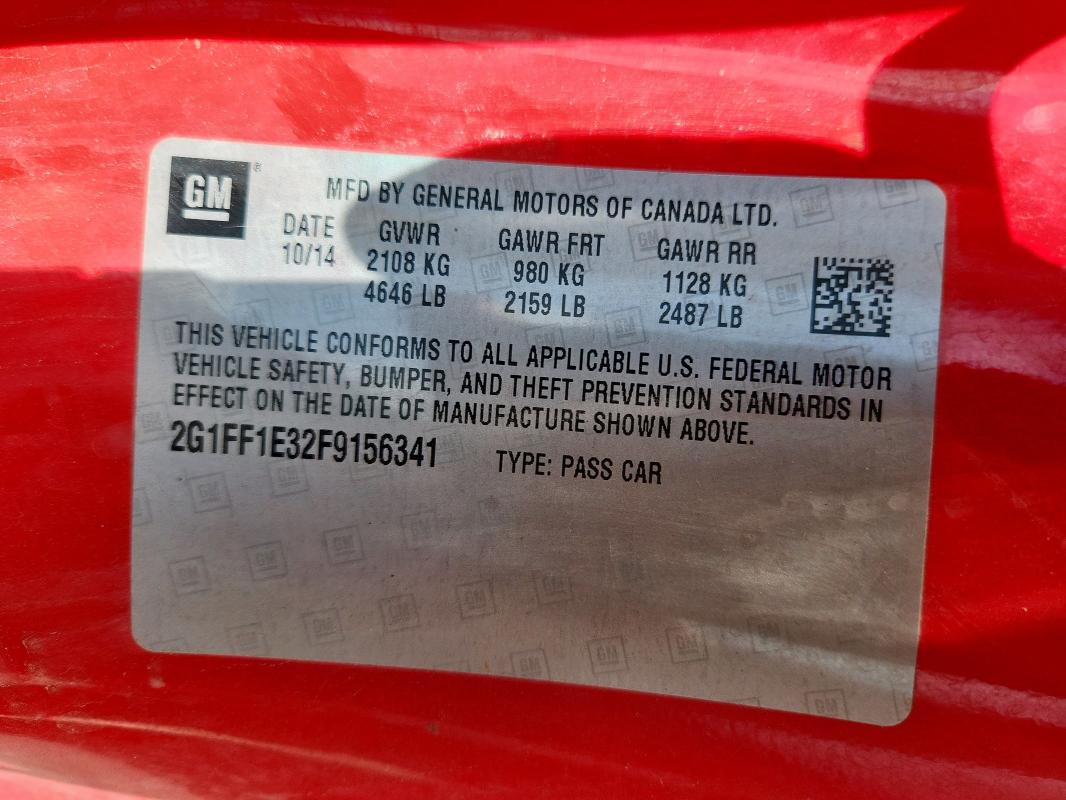 GM ®
MFD BY GENERAL MOTORS OF CANADA LTD.
DATE GVWR GAWR FRT GAWR RR
10/14 2108 KG 980 KG 1128 KG
4646 LB 2159 LB 2487 LB
THIS VEHICLE CONFORMS TO ALL APPLICABLE U.S. FEDERAL MOTOR
VEHICLE SAFETY, BUMPER, AND THEFT PREVENTION STANDARDS IN
EFFECT ON THE DATE OF MANUFACTURE SHOWN ABOVE.
2G1FF1E32F9156341 TYPE: PASS CAR